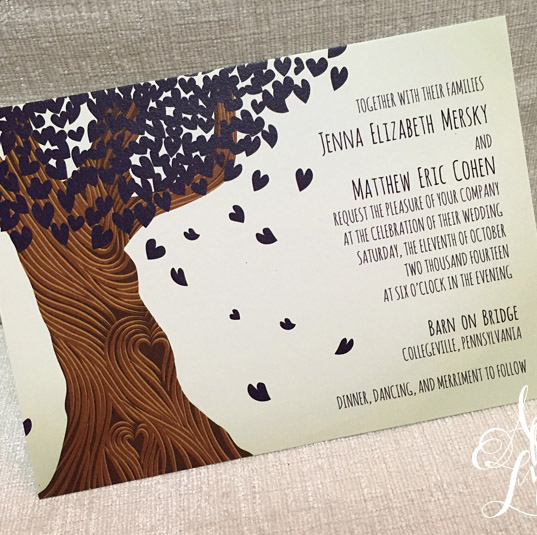 TOGETHER WITH THEIR FAMILIES
JENNA ELIZABETH MERSKY
AND
MATTHEW ERIC COHEN
REQUEST THE PLEASURE OF YOUR COMPANY
AT THE CELEBRATION OF THEIR WEDDING
SATURDAY, THE ELEVENTH OF OCTOBER
TWO THOUSAND FOURTEEN
AT SIX O'CLOCK IN THE EVENING
BARN ON BRIDGE
COLLEGEVILLE, PENNSYLVANIA
DINNER, DANCING, AND MERRIMENT TO FOLLOW